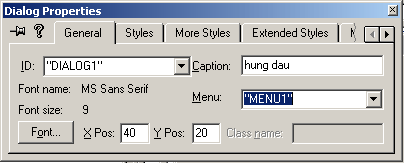 Dialog Properties
General Styles More Styles Extended Styles
ID: "DIALOG1" Caption: hung dau
Font name: MS Sans Serif
Menu: "MENU1"
Font size: 9
Font... X Pos: 40 Y Pos: 20 Class name: